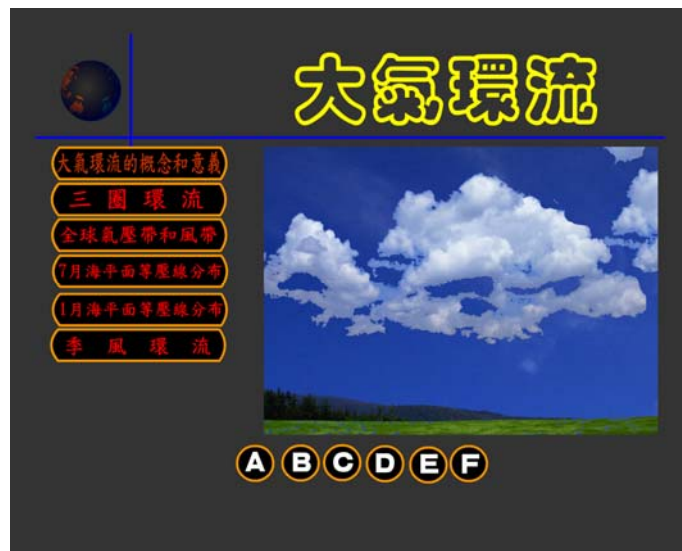 大氣環流
大氣環流的概念和意義
三圈環流
全球氣壓帶和風帶
7月海平面等壓線分布
1月海平面等壓線分布
季風環流
A B C D E F